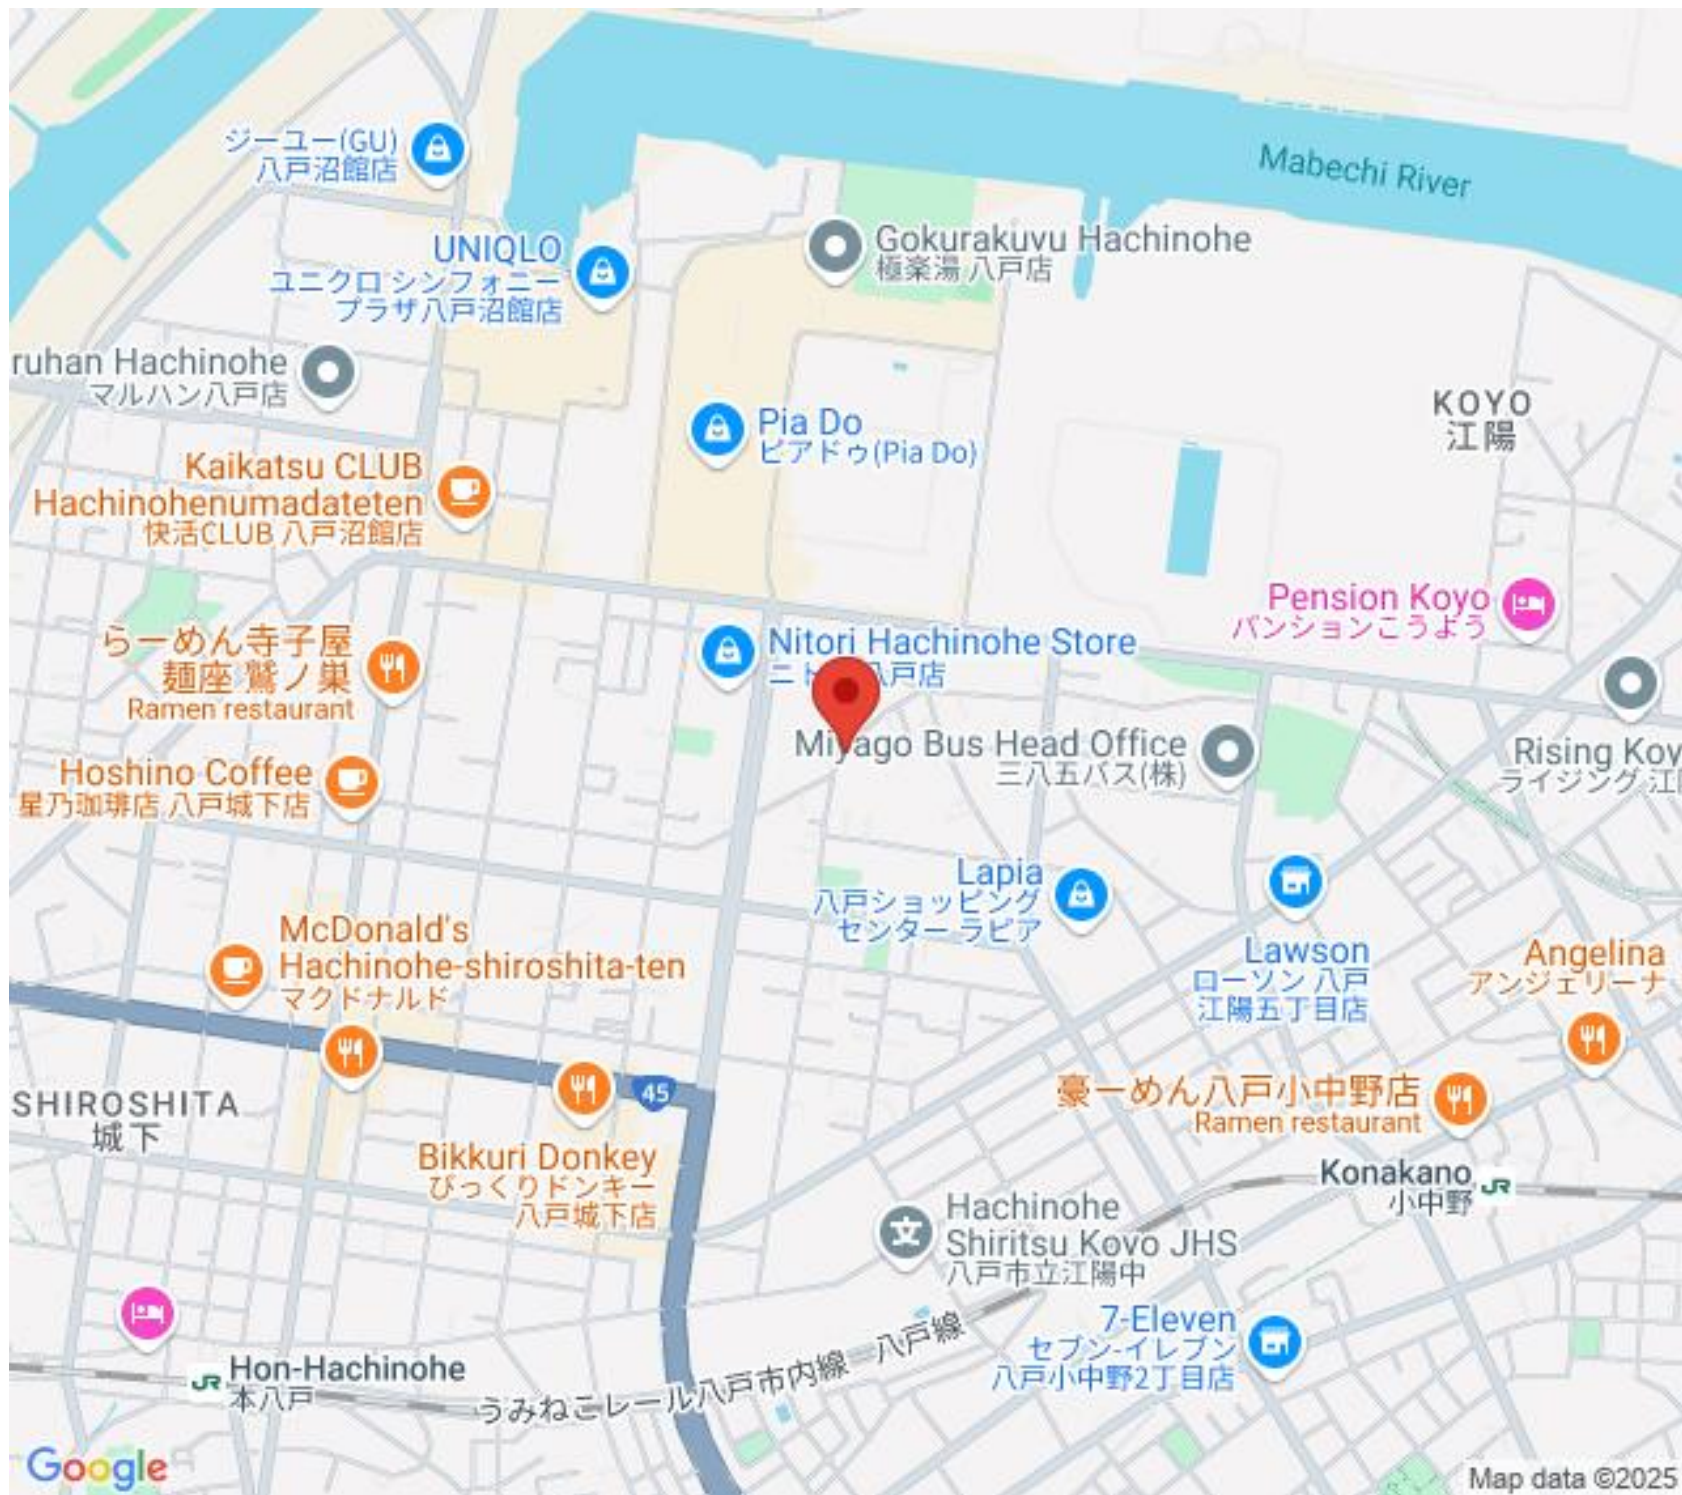 ジーユー(GU)
八戸沼館店
Mabechi River
UNIQLO
ユニクロ シンフォニー
プラザ八戸沼館店
Gokurakuvu Hachinohe
極楽湯 八戸店
ruhan Hachinohe
マルハン八戸店
Pia Do
ピアドゥ(Pia Do)
KOYO
江陽
Kaikatsu CLUB
Hachinohenumadateten
快活CLUB 八戸沼館店
Pension Koyo
パンションこうよう
らーめん寺子屋
麺座 鷲ノ巣
Ramen restaurant
Nitori Hachinohe Store
ニト 八戸店
Miyago Bus Head Office
三八五バス(株)
Rising Koy
ライジング 江
Hoshino Coffee
星乃珈琲店 八戸城下店
Lapia
八戸ショッピング
センター ラピア
Lawson
ローソン 八戸
江陽五丁目店
Angelina
アンジェリーナ
McDonald's
Hachinohe-shiroshita-ten
マクドナルド
45
SHIROSHITA
城下
豪ーめん八戸小中野店
Ramen restaurant
Bikkuri Donkey
びっくりドンキー
八戸城下店
Konakano
小中野
JR
文
Hachinohe
Shiritsu Kovo JHS
八戸市立江陽中
7-Eleven
セブン-イレブン
八戸小中野2丁目店
JR
Hon-Hachinohe
本八戸
うみねこレール八戸市内線 八戸線
Google
Map data ©2025